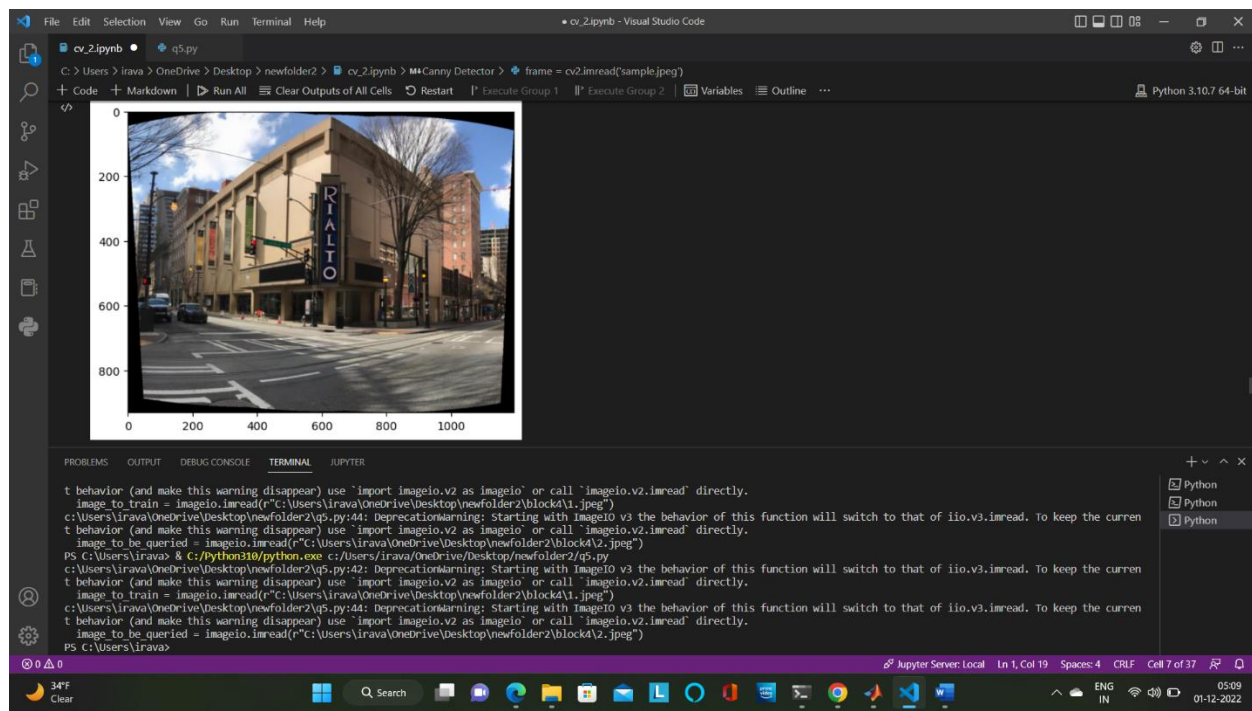 File Edit Selection View Go Run Terminal Help
● cv_2.ipynb - Visual Studio Code
cv_2.ipynb ●
q5.py
C: > Users > irava > OneDrive > Desktop > newfolder2 > cv_2.ipynb > M↓Canny Detector > frame = cv2.imread('sample.jpeg')
+ Code + Markdown | Run All Clear Outputs of All Cells Restart | Execute Group 1 Execute Group 2 | Variables Outline ···
Python 3.10.7 64-bit
0
200
400
600
800
0 200 400 600 800 1000
RIALTO
PROBLEMS OUTPUT DEBUG CONSOLE TERMINAL JUPYTER
t behavior (and make this warning disappear) use `import imageio.v2 as imageio` or call `imageio.v2.imread` directly.
image_to_train = imageio.imread(r"C:\Users\irava\OneDrive\Desktop\newfolder2\block4\1.jpeg")
c:\Users\irava\OneDrive\Desktop\newfolder2\q5.py:44: DeprecationWarning: Starting with ImageIO v3 the behavior of this function will switch to that of iio.v3.imread. To keep the curren
t behavior (and make this warning disappear) use `import imageio.v2 as imageio` or call `imageio.v2.imread` directly.
image_to_be_queried = imageio.imread(r"C:\Users\irava\OneDrive\Desktop\newfolder2\block4\2.jpeg")
PS C:\Users\irava> & C:/Python310/python.exe c:/Users/irava/OneDrive/Desktop/newfolder2/q5.py
c:\Users\irava\OneDrive\Desktop\newfolder2\q5.py:42: DeprecationWarning: Starting with ImageIO v3 the behavior of this function will switch to that of iio.v3.imread. To keep the curren
t behavior (and make this warning disappear) use `import imageio.v2 as imageio` or call `imageio.v2.imread` directly.
image_to_train = imageio.imread(r"C:\Users\irava\OneDrive\Desktop\newfolder2\block4\1.jpeg")
c:\Users\irava\OneDrive\Desktop\newfolder2\q5.py:44: DeprecationWarning: Starting with ImageIO v3 the behavior of this function will switch to that of iio.v3.imread. To keep the curren
t behavior (and make this warning disappear) use `import imageio.v2 as imageio` or call `imageio.v2.imread` directly.
image_to_be_queried = imageio.imread(r"C:\Users\irava\OneDrive\Desktop\newfolder2\block4\2.jpeg")
PS C:\Users\irava>
Python
Python
Python
0 0
Jupyter Server: Local Ln 1, Col 19 Spaces: 4 CRLF Cell 7 of 37
34°F
Clear
Search
ENG
IN
05:09
01-12-2022